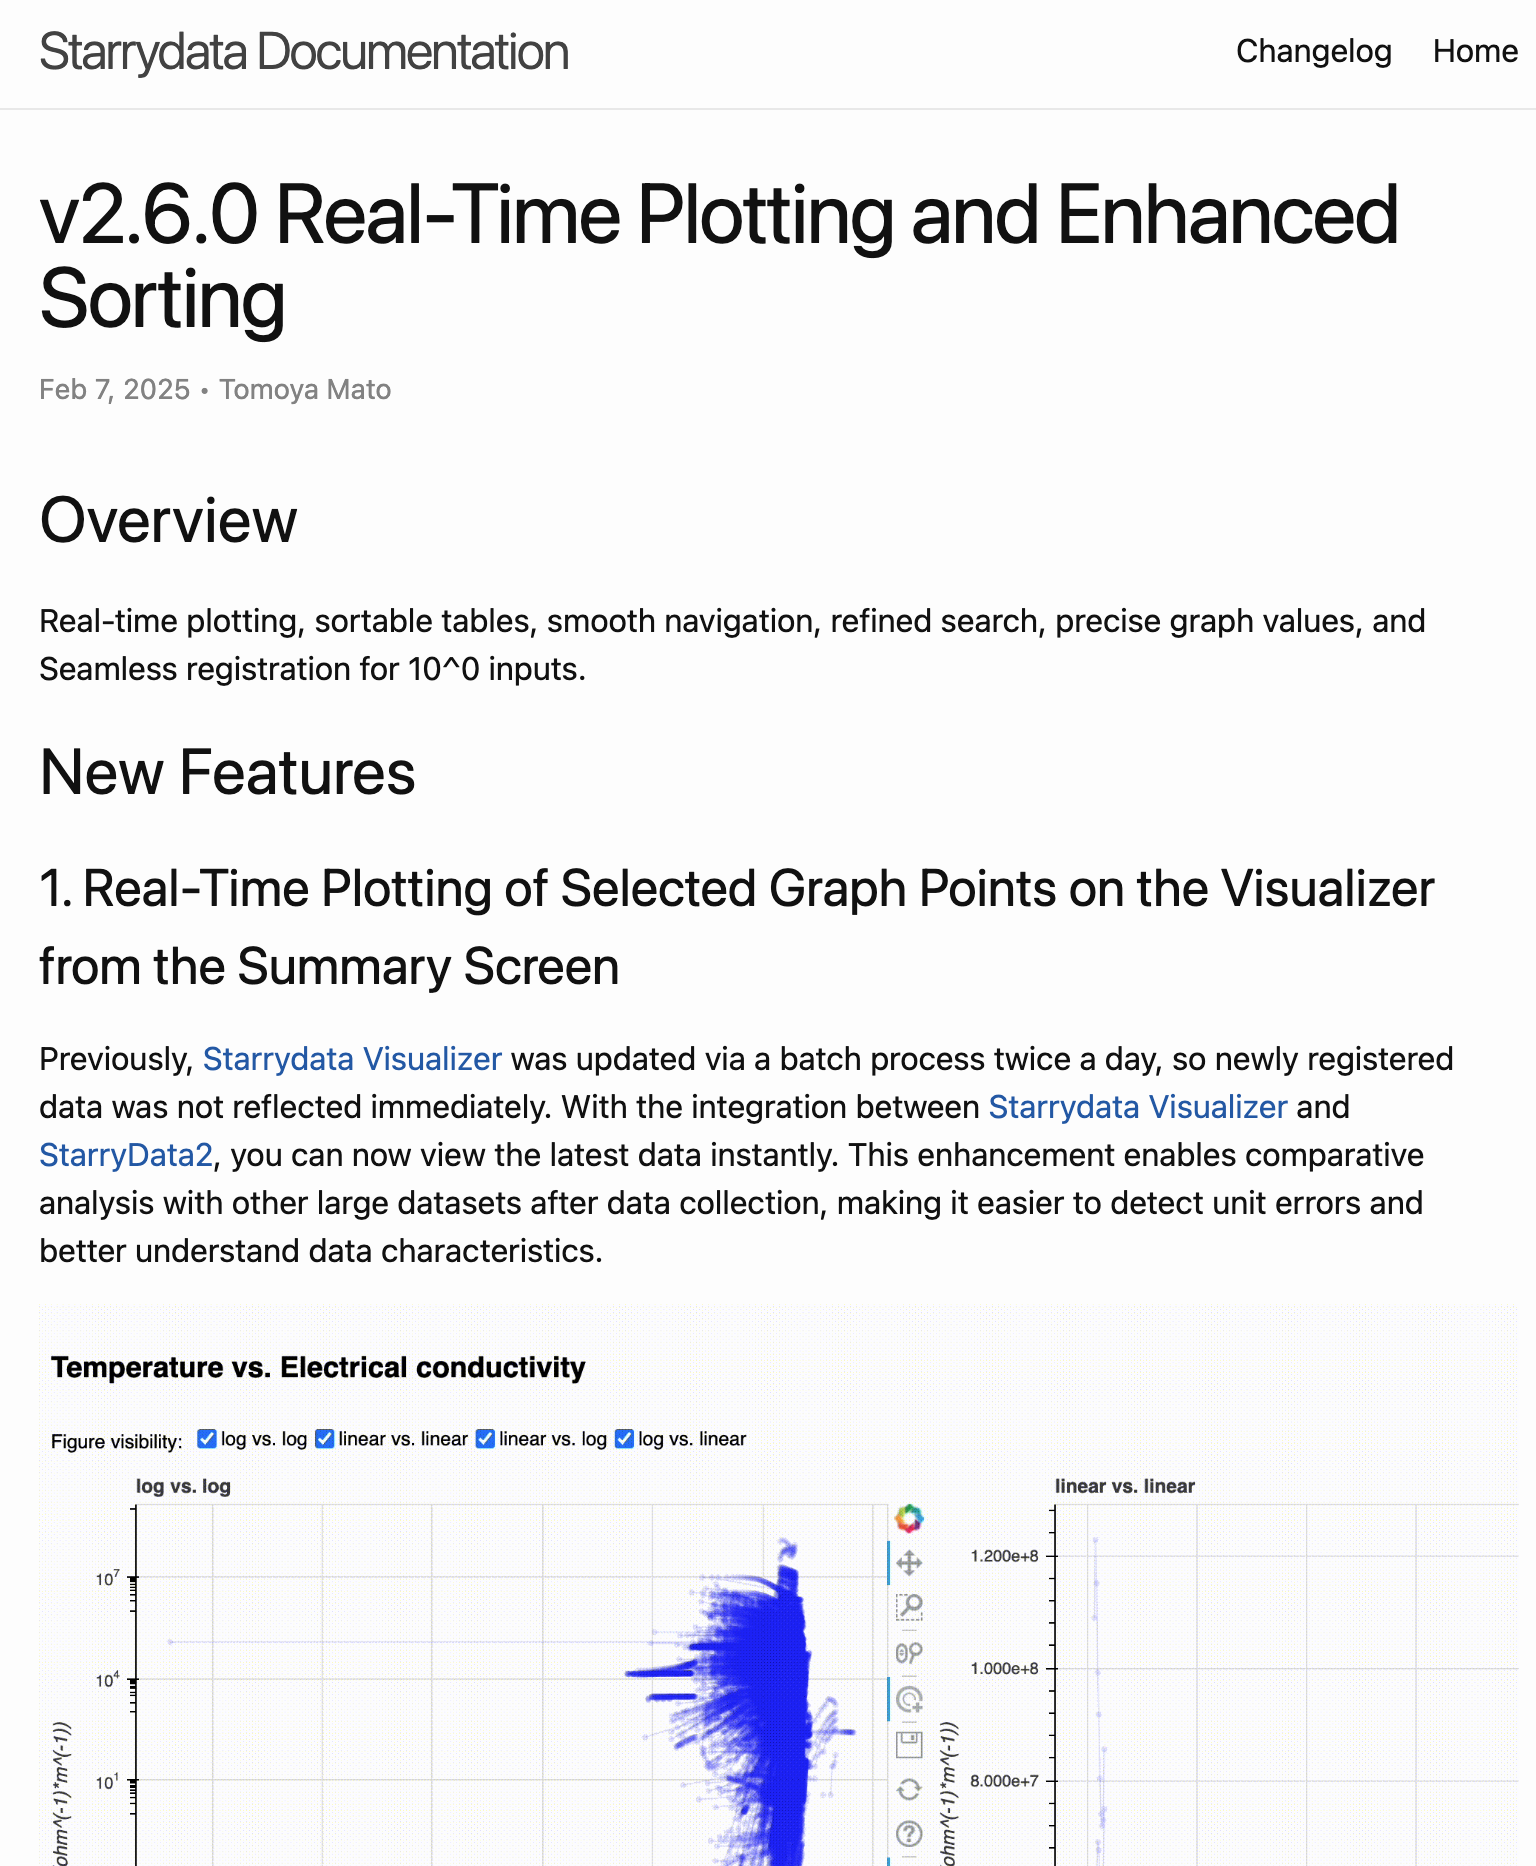 Starrydata Documentation
Changelog Home
v2.6.0 Real-Time Plotting and Enhanced
Sorting
Feb 7, 2025 • Tomoya Mato
Overview
Real-time plotting, sortable tables, smooth navigation, refined search, precise graph values, and
Seamless registration for 10^0 inputs.
New Features
1. Real-Time Plotting of Selected Graph Points on the Visualizer
from the Summary Screen
Previously, Starrydata Visualizer was updated via a batch process twice a day, so newly registered
data was not reflected immediately. With the integration between Starrydata Visualizer and
StarryData2, you can now view the latest data instantly. This enhancement enables comparative
analysis with other large datasets after data collection, making it easier to detect unit errors and
better understand data characteristics.
Temperature vs. Electrical conductivity
Figure visibility: log vs. log linear vs. linear linear vs. log log vs. linear
log vs. log
10⁷
10⁴
10¹
ohm^(-1)*m^(-1))
linear vs. linear
1.200e+8
1.000e+8
8.000e+7
ohm^(-1)*m^(-1))